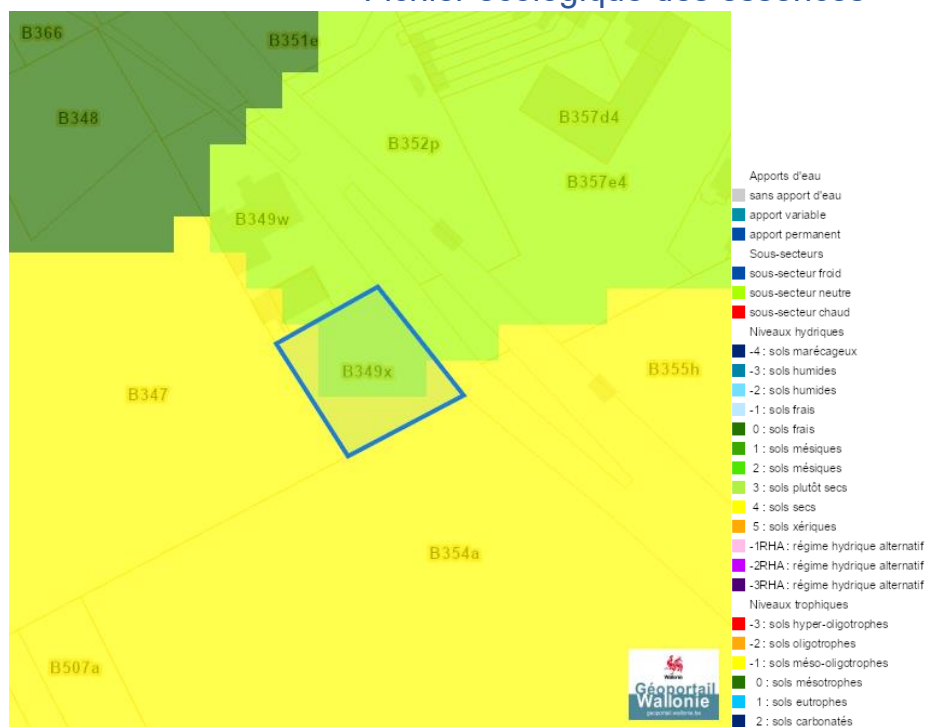 Fichier écologique des essences
B366
B351e
B348
B352p
B357d4
B357e4
B349w
B349x
B347
B355h
B354a
B507a
Wallonie
Géoportail
Wallonie
geoportail.wallonie.be
Apports d'eau
sans apport d'eau
apport variable
apport permanent
Sous-secteurs
sous-secteur froid
sous-secteur neutre
sous-secteur chaud
Niveaux hydriques
-4 : sols marécageux
-3 : sols humides
-2 : sols humides
-1 : sols frais
0 : sols frais
1 : sols mésiques
2 : sols mésiques
3 : sols plutôt secs
4 : sols secs
5 : sols xériques
-1RHA : régime hydrique alternatif
-2RHA : régime hydrique alternatif
-3RHA : régime hydrique alternatif
Niveaux trophiques
-3 : sols hyper-oligotrophes
-2 : sols oligotrophes
-1 : sols méso-oligotrophes
0 : sols mésotrophes
1 : sols eutrophes
2 : sols carbonatés